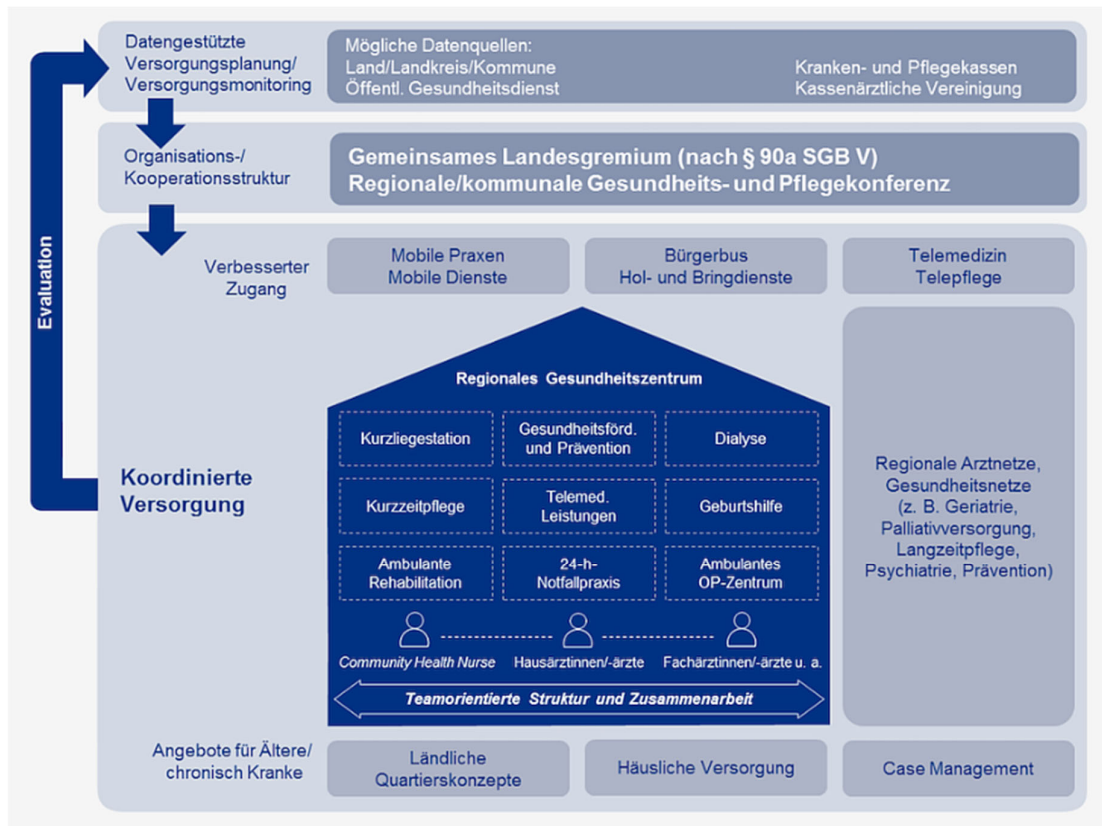 Datengestützte
Versorgungsplanung/
Versorgungsmonitoring
Mögliche Datenquellen:
Land/Landkreis/Kommune
Öffentl. Gesundheitsdienst
Kranken- und Pflegekassen
Kassenärztliche Vereinigung
Organisations-/
Kooperationsstruktur
Gemeinsames Landesgremium (nach § 90a SGB V)
Regionale/kommunale Gesundheits- und Pflegekonferenz
Evaluation
Verbesserter
Zugang
Mobile Praxen
Mobile Dienste
Bürgerbus
Hol- und Bringdienste
Telemedizin
Telepflege
Koordinierte
Versorgung
Regionales Gesundheitszentrum
Kurzliegestation
Gesundheitsförd.
und Prävention
Dialyse
Kurzzeitpflege
Telemed.
Leistungen
Geburtshilfe
Ambulante
Rehabilitation
24-h-
Notfallpraxis
Ambulantes
OP-Zentrum
Community Health Nurse
Hausärztinnen/-ärzte
Fachärztinnen/-ärzte u. a.
Teamorientierte Struktur und Zusammenarbeit
Regionale Arztnetze,
Gesundheitsnetze
(z. B. Geriatrie,
Palliativversorgung,
Langzeitpflege,
Psychiatrie, Prävention)
Angebote für Ältere/
chronisch Kranke
Ländliche
Quartierskonzepte
Häusliche Versorgung
Case Management